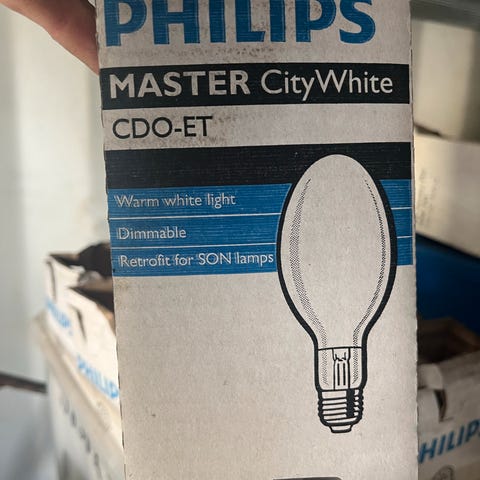 PHILIPS
MASTER CityWhite
CDO-ET
Warm white light
Dimmable
Retrofit for SON lamps
PHILIPS
PHILIPS